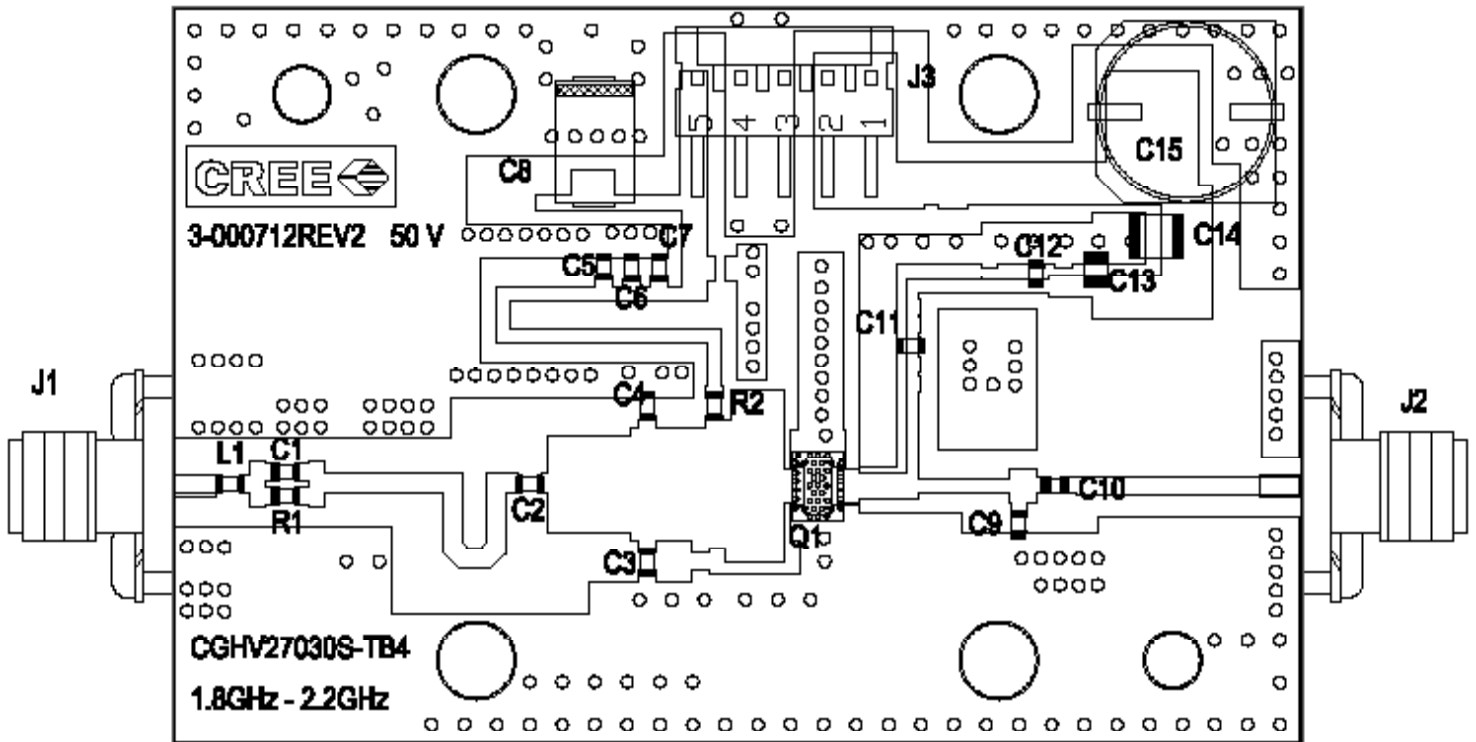 J3
5 4 3 2 1
C15
C8
CREE
3-000712REV2 50 V
C7
C14
C12
C5
C13
C6
C11
J1
C4
R2
J2
L1
C1
C10
R1
C2
C9
Q1
C3
CGHV27030S-TB4
1.8GHz - 2.2GHz